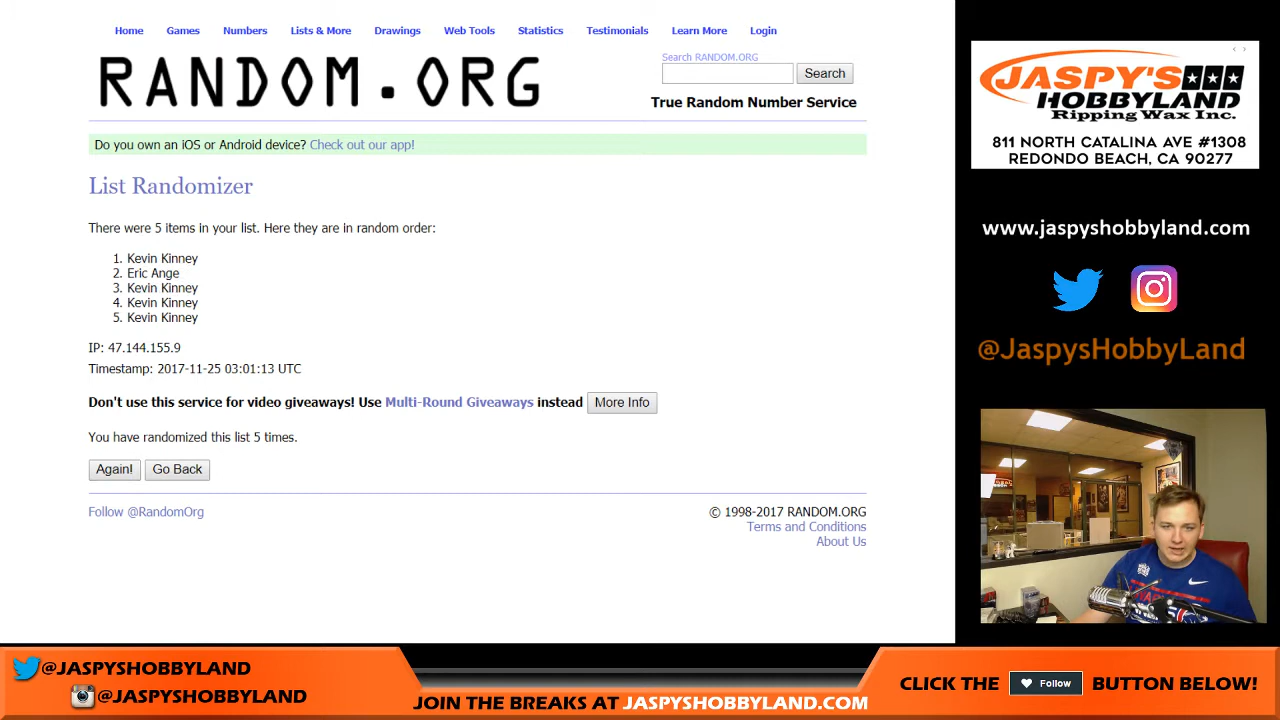 Home Games Numbers Lists & More Drawings Web Tools Statistics Testimonials Learn More Login
RANDOM.ORG
Search RANDOM.ORG
Search
True Random Number Service
Do you own an iOS or Android device? Check out our app!
List Randomizer
There were 5 items in your list. Here they are in random order:
1. Kevin Kinney
2. Eric Ange
3. Kevin Kinney
4. Kevin Kinney
5. Kevin Kinney
IP: 47.144.155.9
Timestamp: 2017-11-25 03:01:13 UTC
Don't use this service for video giveaways! Use Multi-Round Giveaways instead More Info
You have randomized this list 5 times.
Again! Go Back
Follow @RandomOrg
© 1998-2017 RANDOM.ORG
Terms and Conditions
About Us
JASPY'S
HOBBYLAND
Ripping Wax Inc.
811 NORTH CATALINA AVE #1308
REDONDO BEACH, CA 90277
www.jaspyshobbyland.com
@JaspysHobbyLand
@JASPYSHOBBYLAND
@JASPYSHOBBYLAND
JOIN THE BREAKS AT JASPYSHOBBYLAND.COM
CLICK THE Follow BUTTON BELOW!